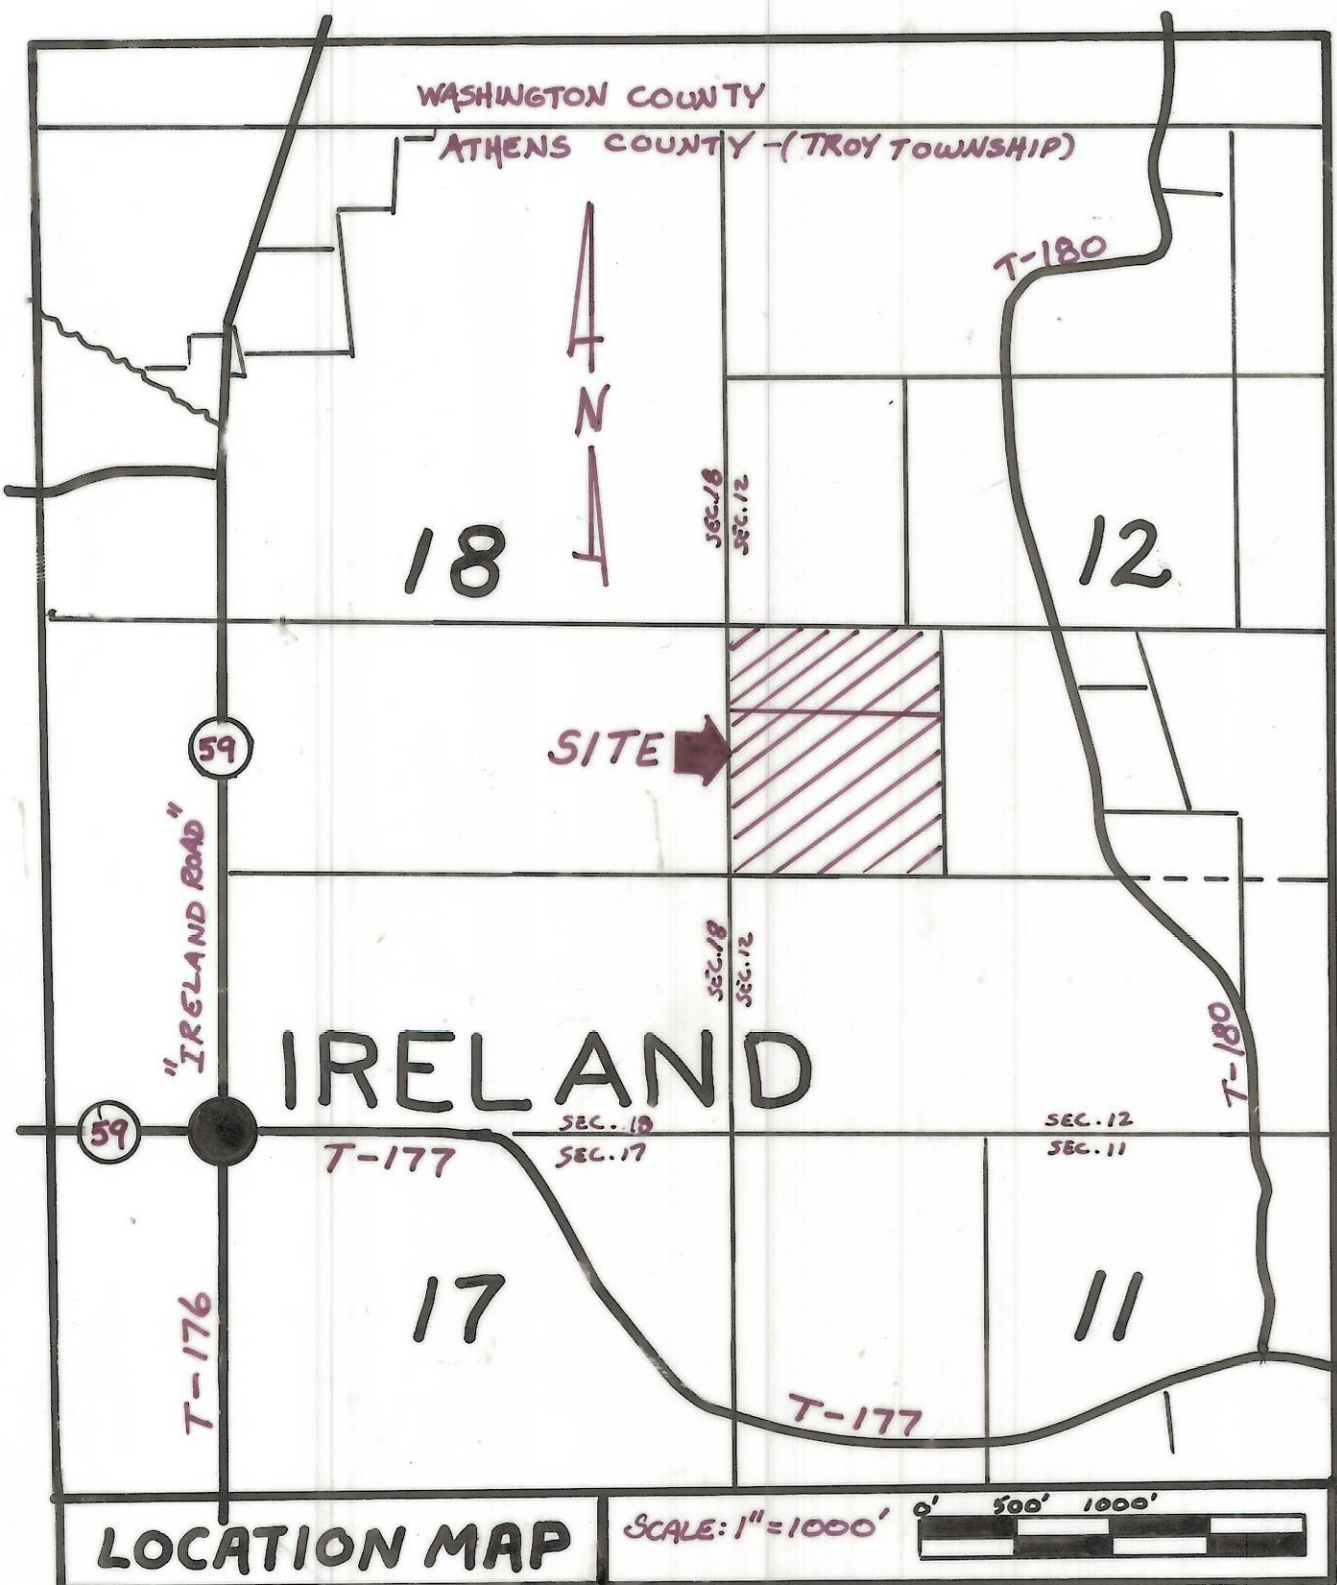 WASHINGTON COUNTY
ATHENS COUNTY-(TROY TOWNSHIP)
T-180
N
SEC.18
SEC.12
18
12
SITE
59
"IRELAND ROAD"
SEC.18
SEC.12
IRELAND
T-180
59
SEC. 18
SEC. 12
T-177
SEC. 17
SEC. 11
17
11
T-176
T-177
LOCATION MAP
SCALE: 1"=1000'
0' 500' 1000'